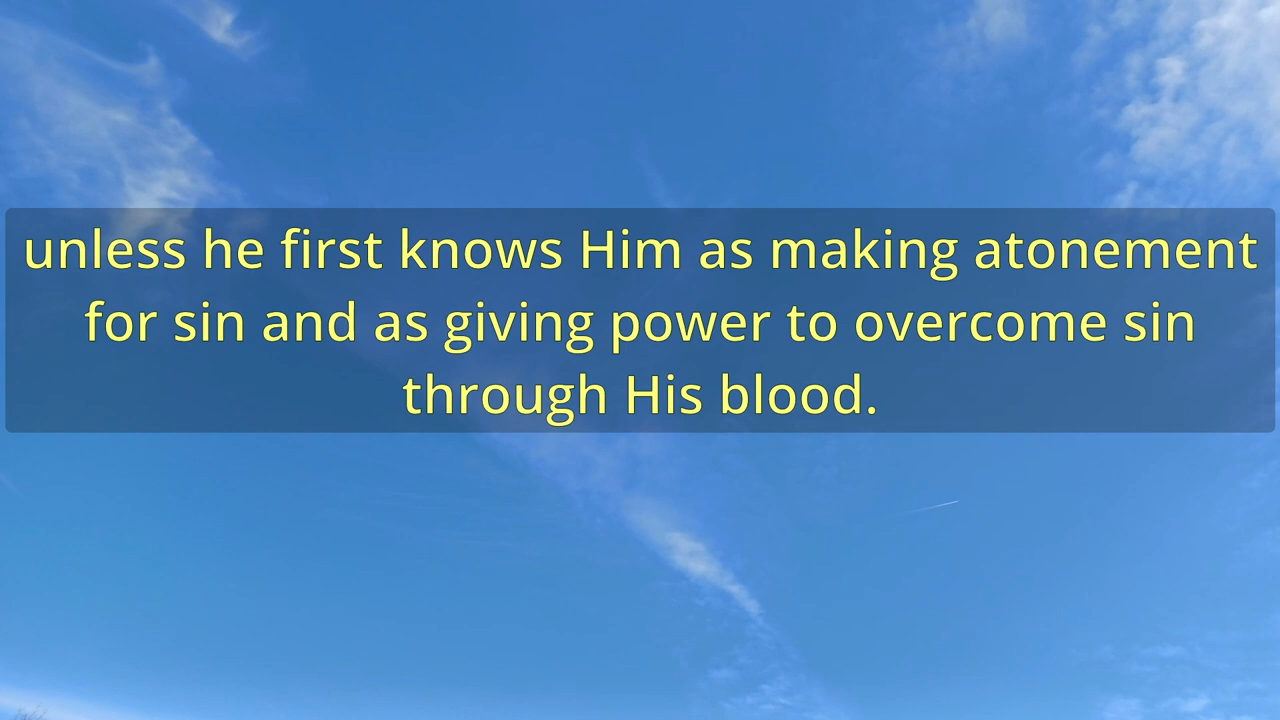 unless he first knows Him as making atonement
for sin and as giving power to overcome sin
through His blood.